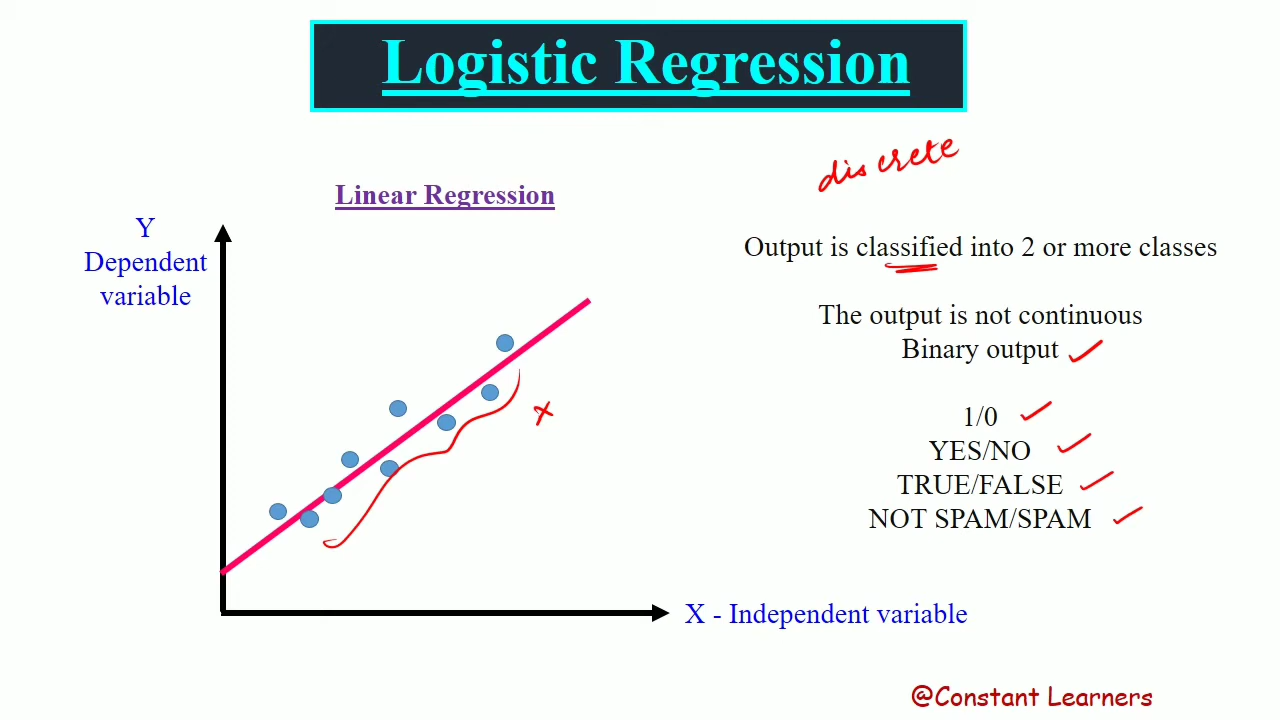 Logistic Regression
discrete
Linear Regression
Y
Dependent
variable
Output is classified into 2 or more classes
The output is not continuous
Binary output
1/0
YES/NO
TRUE/FALSE
NOT SPAM/SPAM
X - Independent variable
@Constant Learners